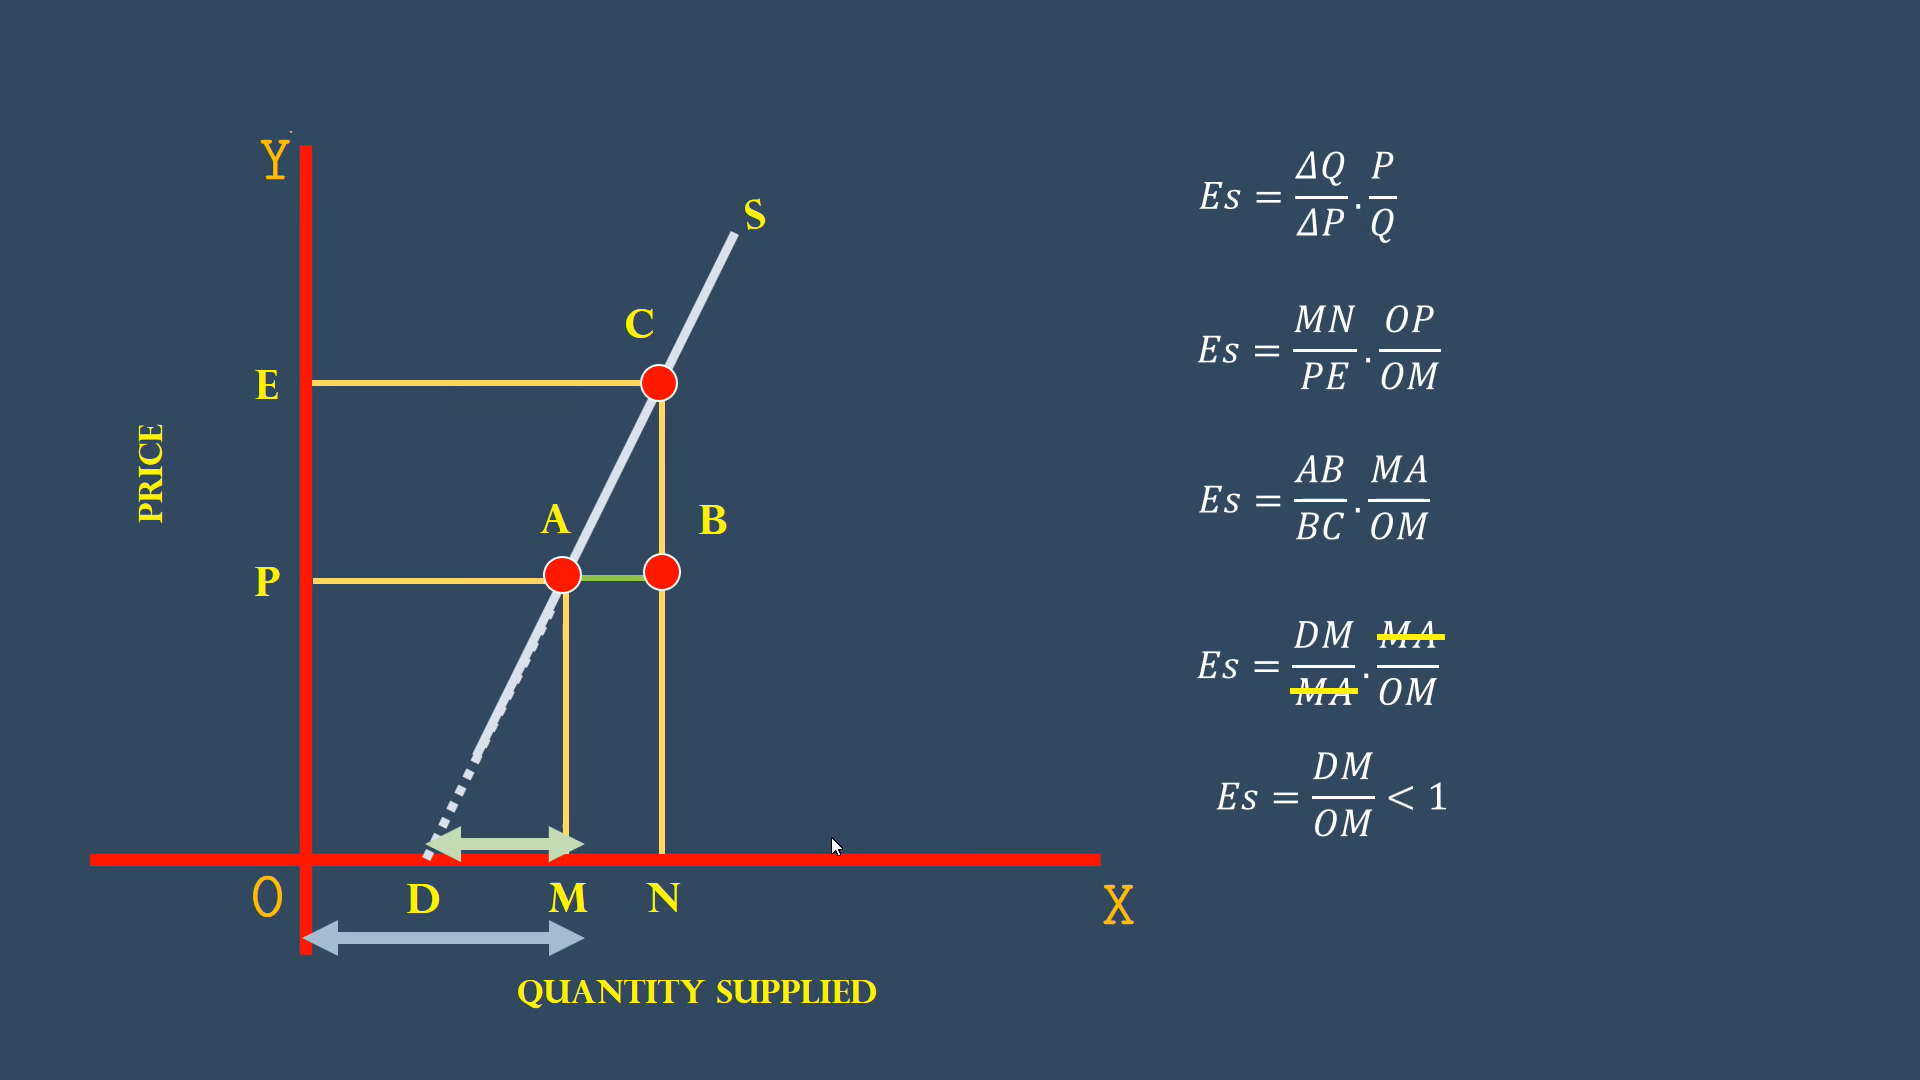 Y
S
C
E
PRICE
A
B
P
O
D
M
N
X
QUANTITY SUPPLIED
Es = ΔQ/ΔP . P/Q
Es = MN/PE . OP/OM
Es = AB/BC . MA/OM
Es = DM/MA . MA/OM
Es = DM/OM < 1